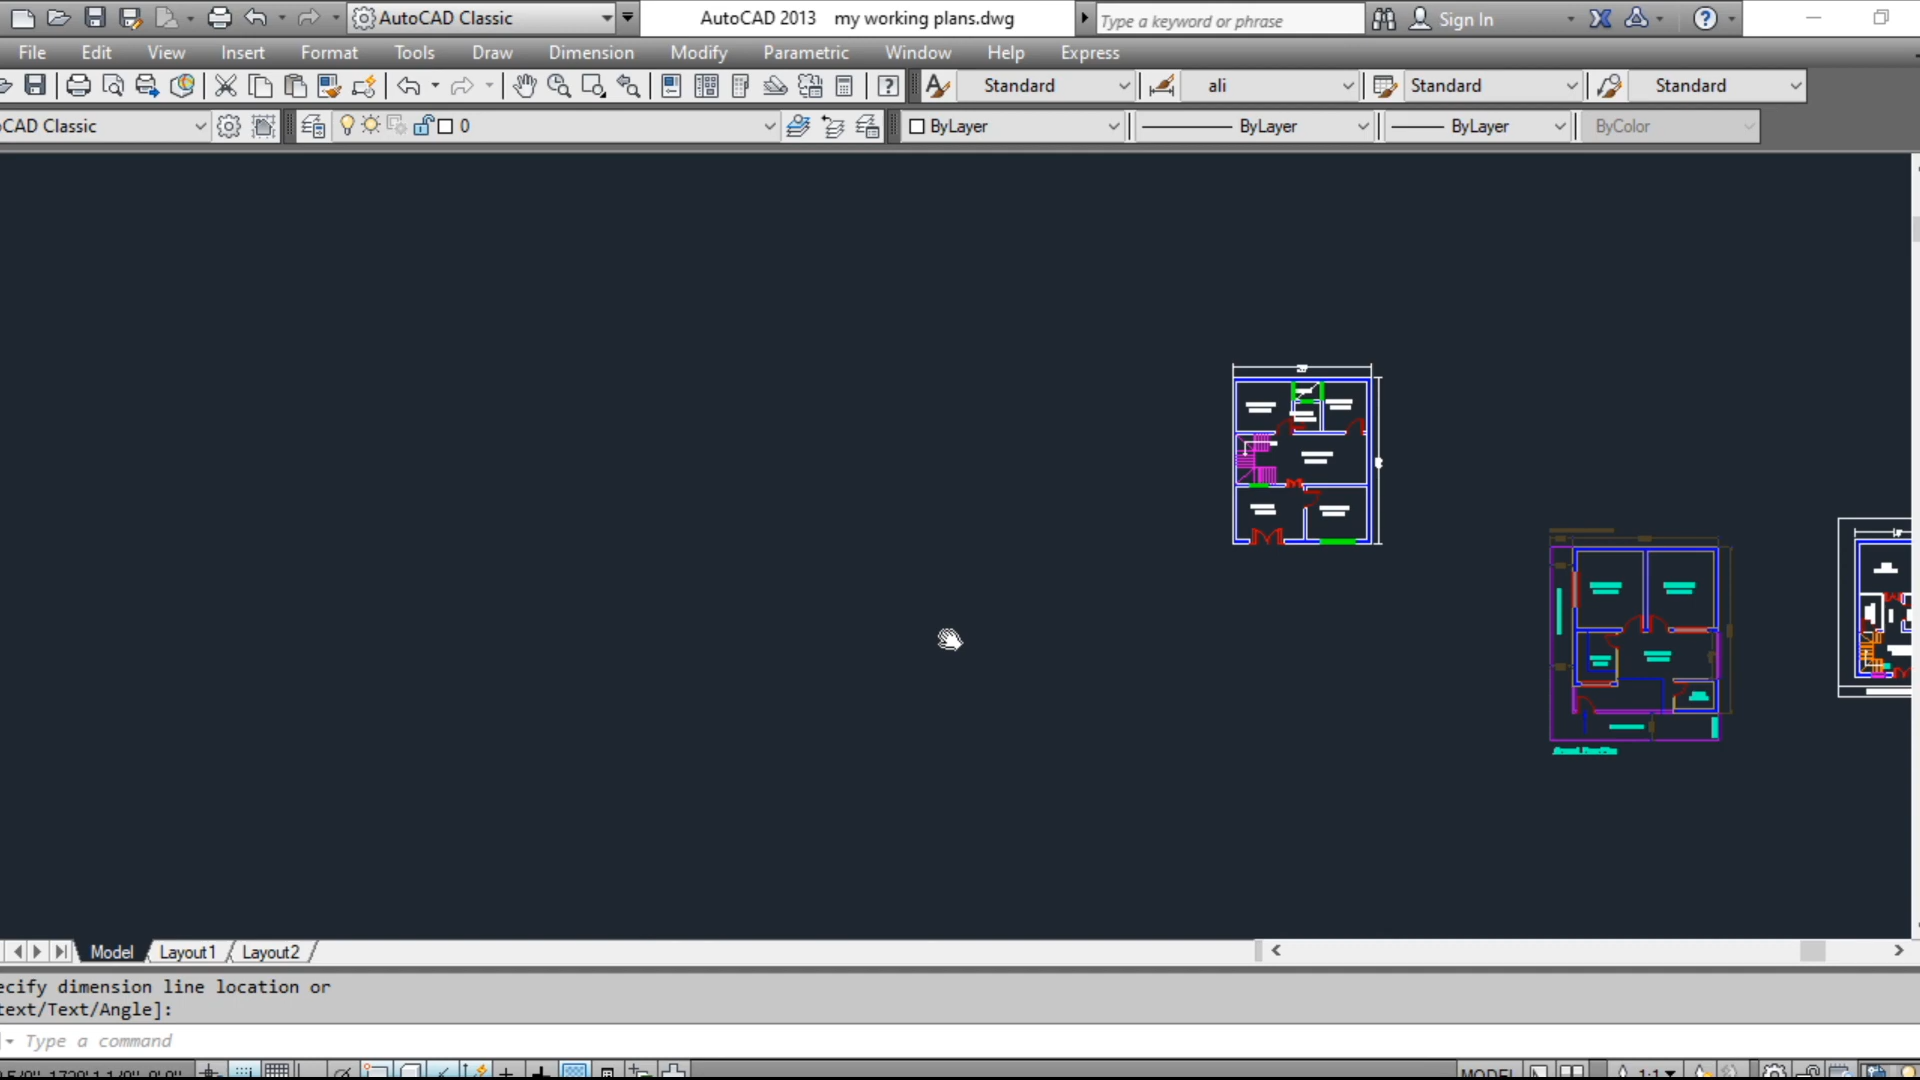 AutoCAD Classic
AutoCAD 2013 my working plans.dwg
Type a keyword or phrase
Sign In
File Edit View Insert Format Tools Draw Dimension Modify Parametric Window Help Express
Standard ali Standard Standard
CAD Classic 0 ByLayer ByLayer ByLayer ByColor
Model Layout1 Layout2
ecify dimension line location or
text/Text/Angle]:
Type a command
MODEL 1:1